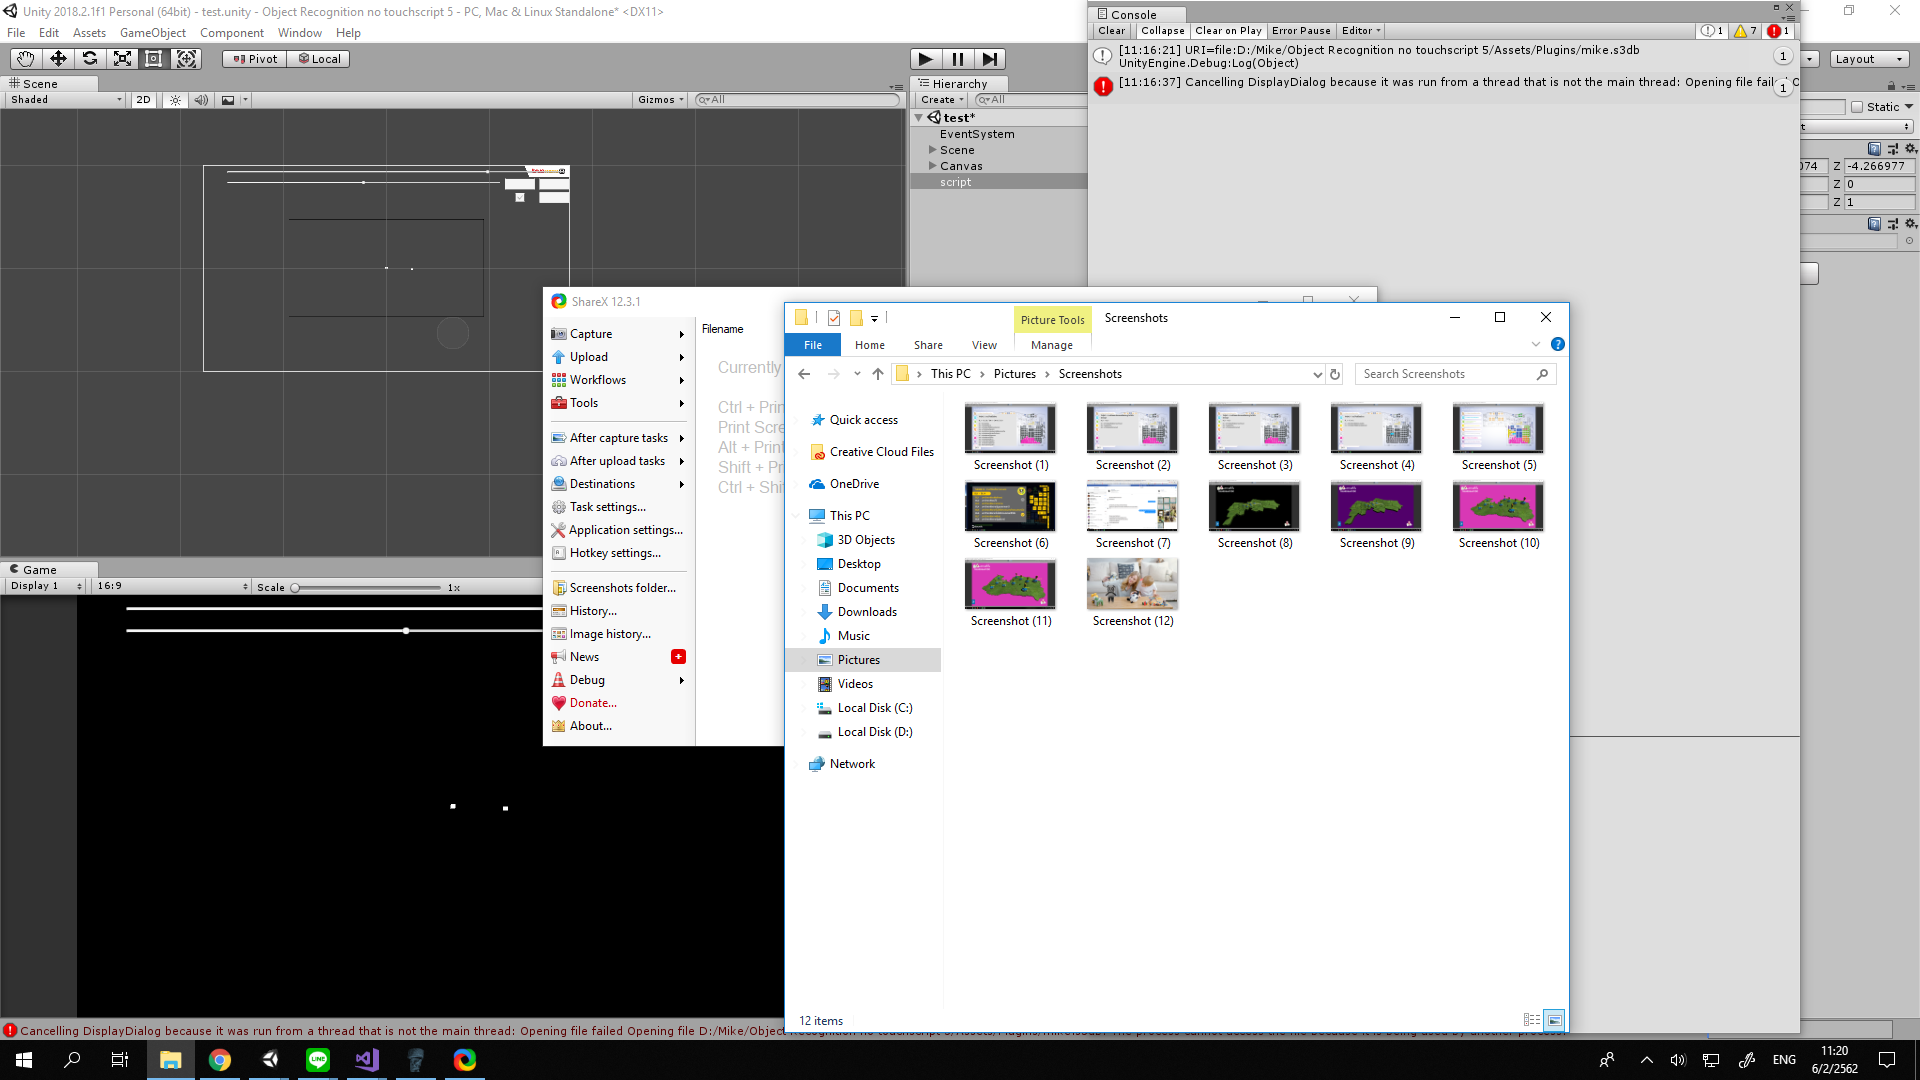 Unity 2018.2.1f1 Personal (64bit) - test.unity - Object Recognition no touchscript 5 - PC, Mac & Linux Standalone* <DX11>
File Edit Assets GameObject Component Window Help
Pivot Local
Layout
Scene
Shaded 2D Gizmos All
Hierarchy
Create All
test*
EventSystem
Scene
Canvas
script
Console
Clear Collapse Clear on Play Error Pause Editor 1 7 1
[11:16:21] URI=file:D:/Mike/Object Recognition no touchscript 5/Assets/Plugins/mike.s3db
UnityEngine.Debug:Log(Object)
1
[11:16:37] Cancelling DisplayDialog because it was run from a thread that is not the main thread: Opening file failed
1
Static
074 Z -4.266977
Z 0
Z 1
ShareX 12.3.1
Capture
Upload
Workflows
Tools
After capture tasks
After upload tasks
Destinations
Task settings...
Application settings...
Hotkey settings...
Screenshots folder...
History...
Image history...
News
Debug
Donate...
About...
Filename
Currently
Ctrl + Prin
Print Scre
Alt + Print
Shift + Pr
Ctrl + Shi
Picture Tools Screenshots
File Home Share View Manage
This PC Pictures Screenshots Search Screenshots
Quick access
Creative Cloud Files
OneDrive
This PC
3D Objects
Desktop
Documents
Downloads
Music
Pictures
Videos
Local Disk (C:)
Local Disk (D:)
Network
Screenshot (1) Screenshot (2) Screenshot (3) Screenshot (4) Screenshot (5)
Screenshot (6) Screenshot (7) Screenshot (8) Screenshot (9) Screenshot (10)
Screenshot (11) Screenshot (12)
12 items
Game
Display 1 16:9 Scale 1x
Cancelling DisplayDialog because it was run from a thread that is not the main thread: Opening file failed Opening file D:/Mike/Object
LINE
ENG
11:20
6/2/2562